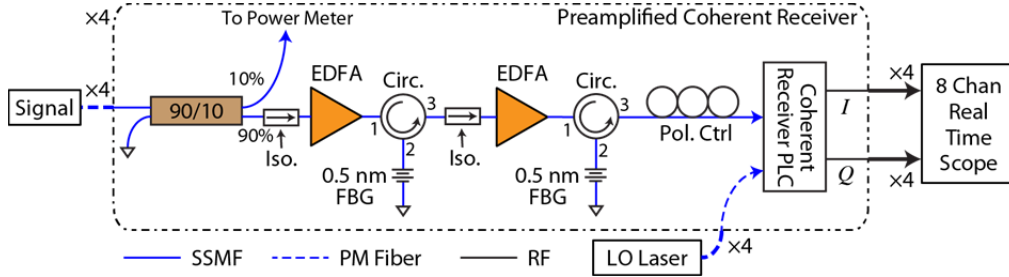 ×4
To Power Meter
Preamplified Coherent Receiver
Signal
×4
10%
90/10
90%
Iso.
EDFA
Circ.
1
3
2
0.5 nm
FBG
Iso.
EDFA
Circ.
1
3
2
0.5 nm
FBG
Pol. Ctrl
Coherent
Receiver PLC
I
Q
×4
×4
8 Chan
Real
Time
Scope
SSMF
PM Fiber
RF
LO Laser
×4